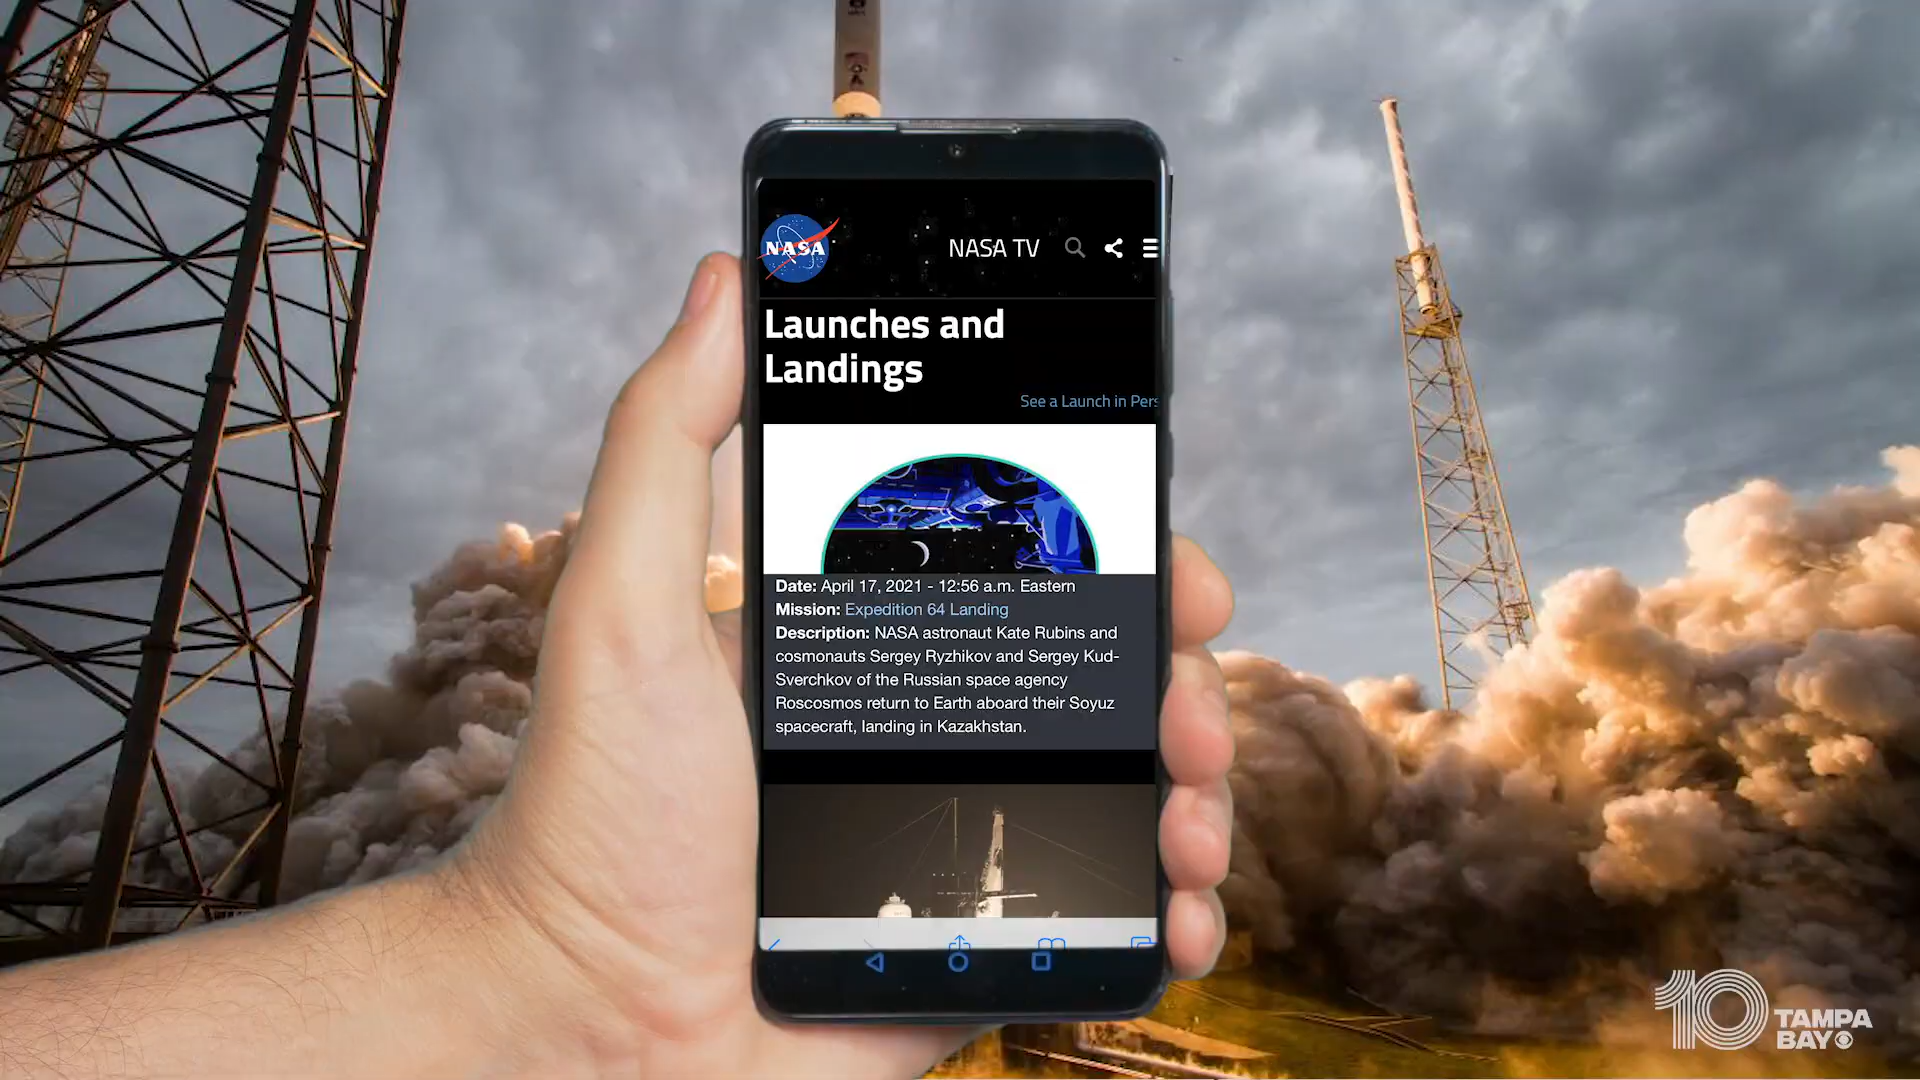 NASA
NASA TV
Launches and
Landings
See a Launch in Pers
Date: April 17, 2021 - 12:56 a.m. Eastern
Mission: Expedition 64 Landing
Description: NASA astronaut Kate Rubins and
cosmonauts Sergey Ryzhikov and Sergey Kud-
Sverchkov of the Russian space agency
Roscosmos return to Earth aboard their Soyuz
spacecraft, landing in Kazakhstan.
10 TAMPA
BAY